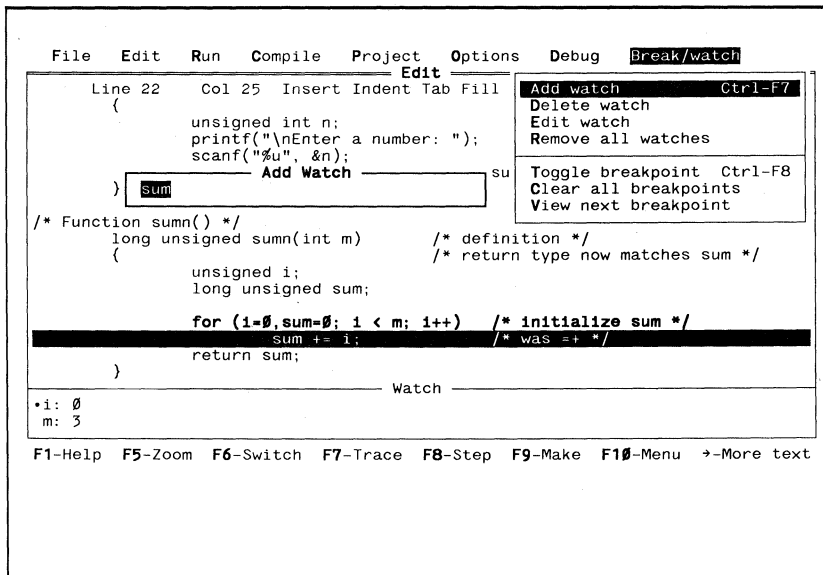 File Edit Run Compile Project Options Debug Break/watch
Edit
Line 22 Col 25 Insert Indent Tab Fill
{
unsigned int n;
printf("\nEnter a number: ");
scanf("%u", &n);
su
}
Add Watch
sum
Add watch Ctrl-F7
Delete watch
Edit watch
Remove all watches
Toggle breakpoint Ctrl-F8
Clear all breakpoints
View next breakpoint
/* Function sumn() */
long unsigned sumn(int m) /* definition */
{ /* return type now matches sum */
unsigned i;
long unsigned sum;
for (i=0,sum=0; i < m; i++) /* initialize sum */
sum += i; /* was =+ */
return sum;
}
Watch
•i: 0
m: 3
F1-Help F5-Zoom F6-Switch F7-Trace F8-Step F9-Make F10-Menu →-More text